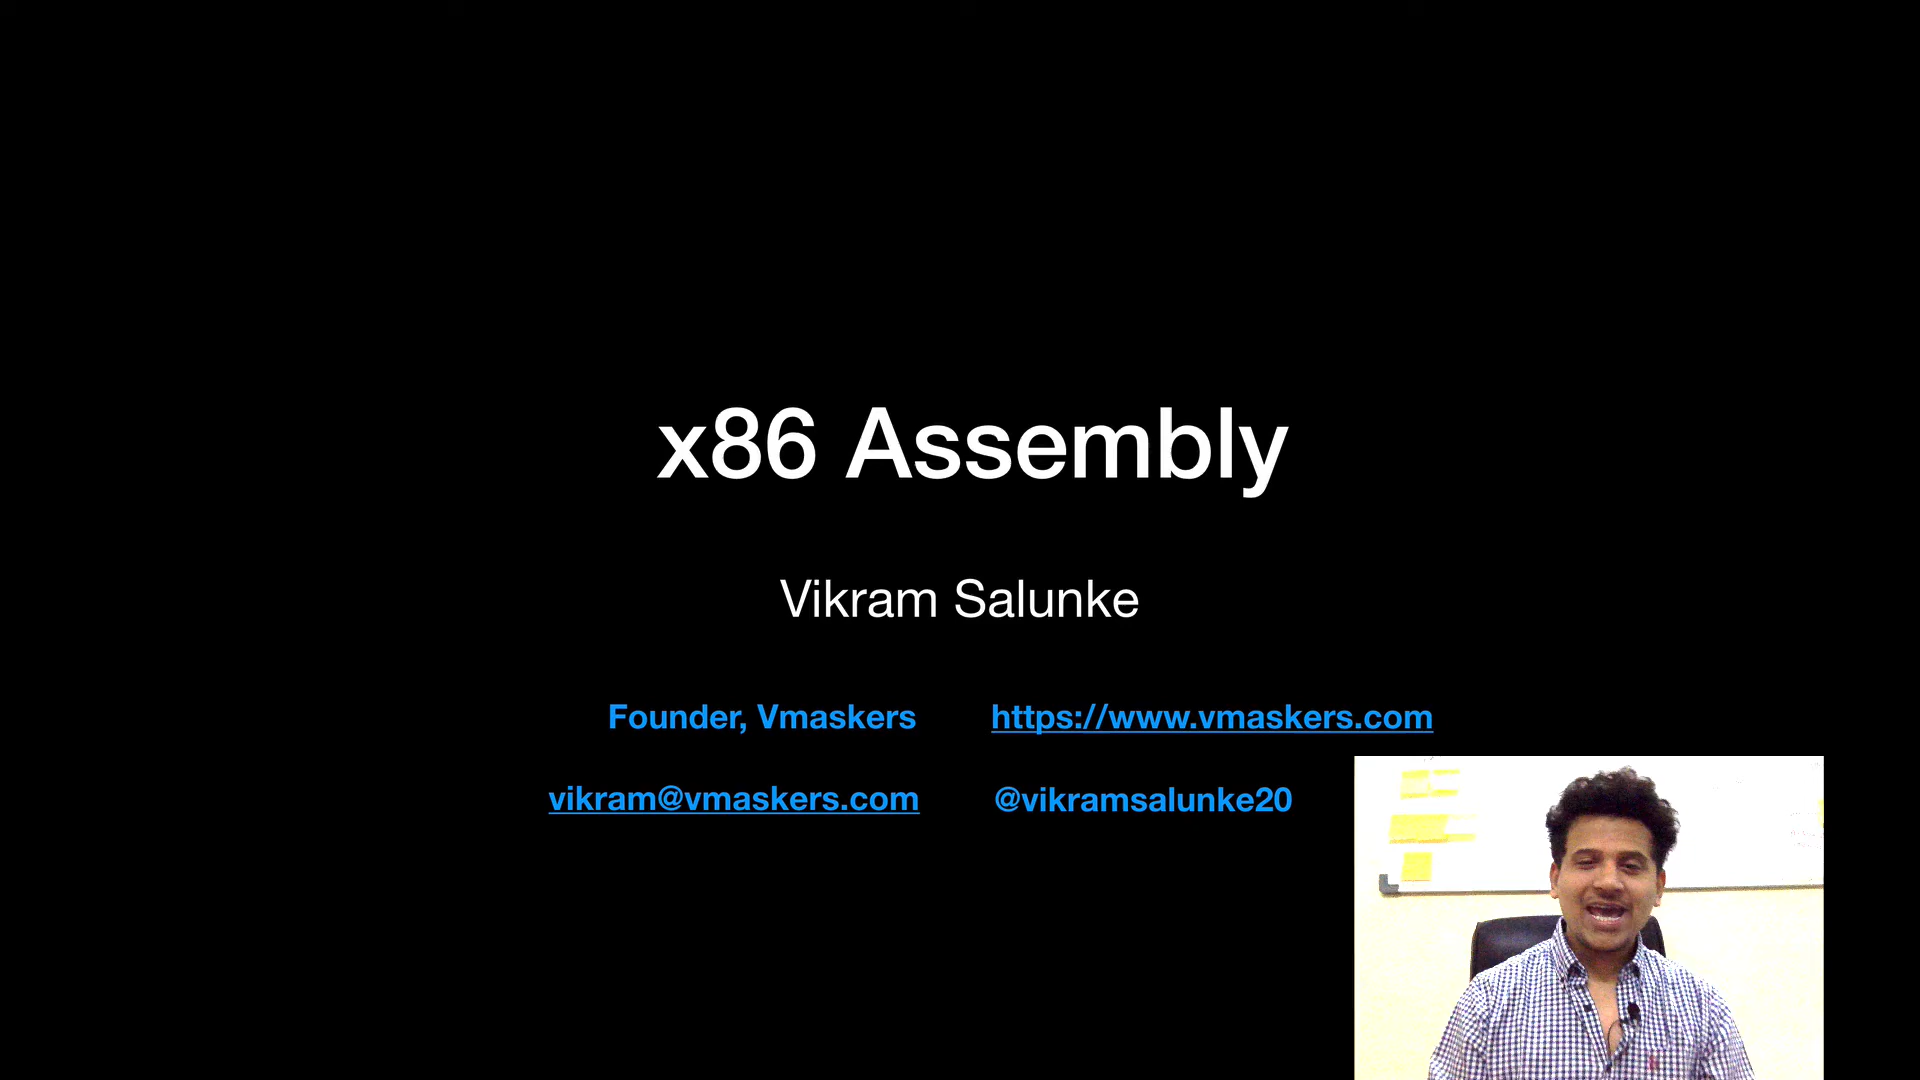 x86 Assembly
Vikram Salunke
Founder, Vmaskers
https://www.vmaskers.com
vikram@vmaskers.com
@vikramsalunke20